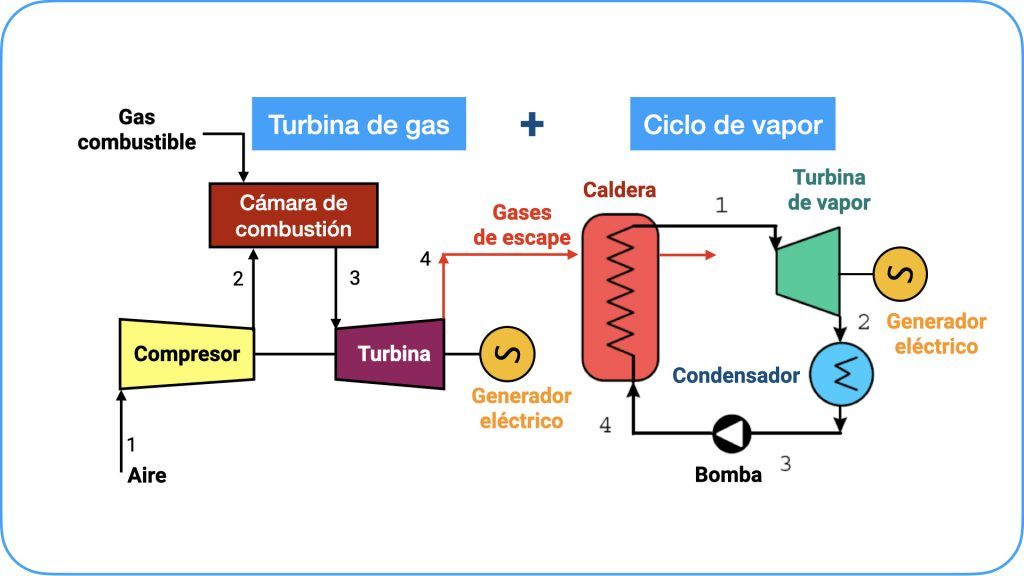 Turbina de gas
+
Ciclo de vapor
Gas
combustible
Cámara de
combustión
2
3
Compresor
Turbina
1
Aire
4
Gases
de escape
Generador
eléctrico
Caldera
1
Turbina
de vapor
2
Generador
eléctrico
Condensador
3
Bomba
4